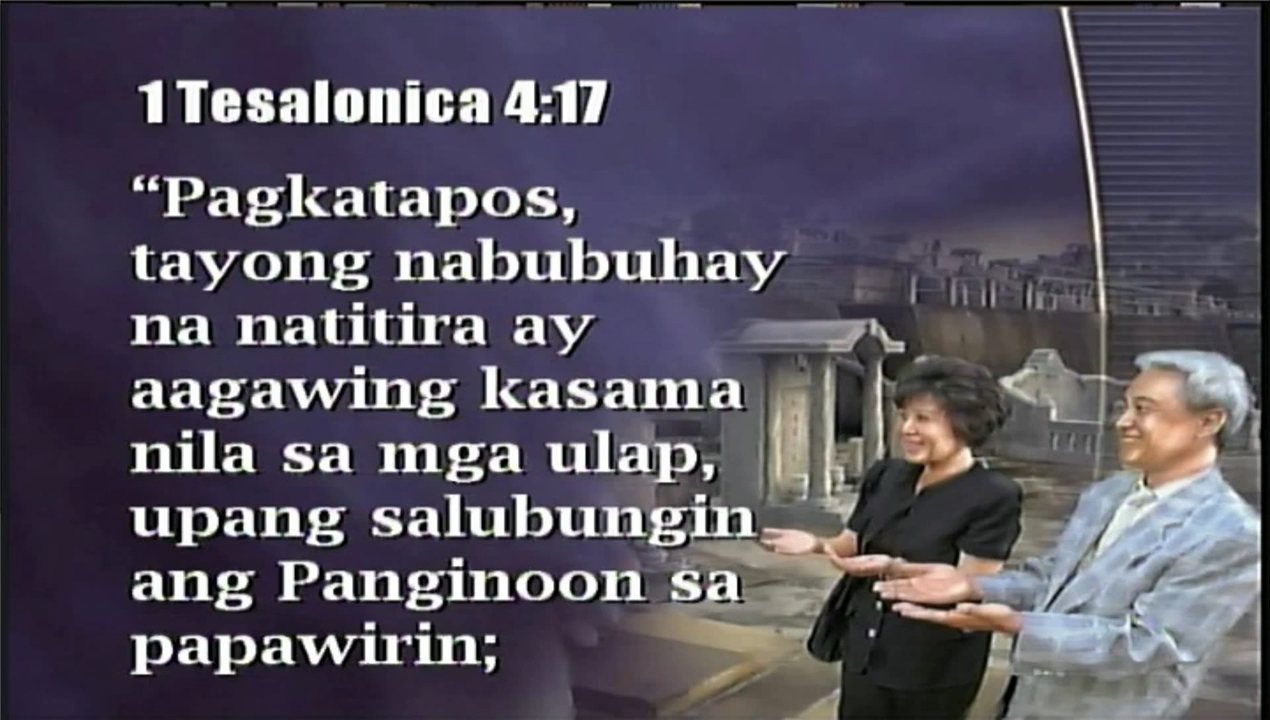 1 Tesalonica 4:17
“Pagkatapos,
tayong nabubuhay
na natitira ay
aagawing kasama
nila sa mga ulap,
upang salubungin
ang Panginoon sa
papawirin;